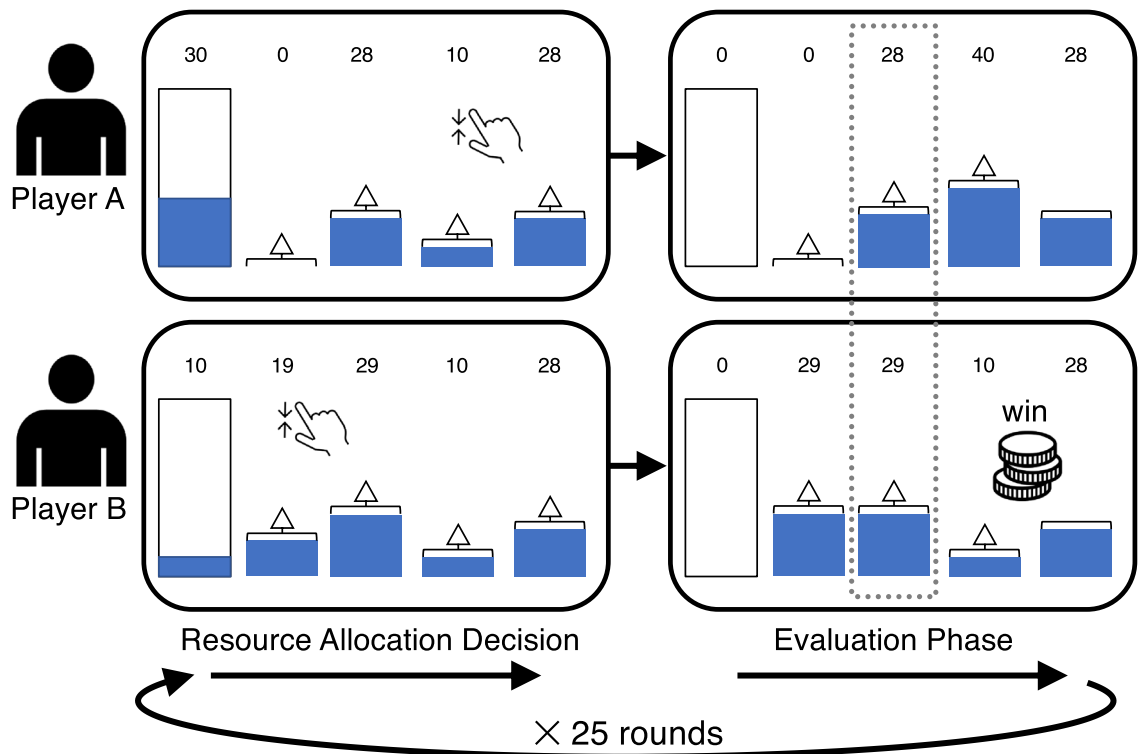 30 0 28 10 28
0 0 28 40 28
Player A
10 19 29 10 28
0 29 29 10 28
win
Player B
Resource Allocation Decision
Evaluation Phase
× 25 rounds